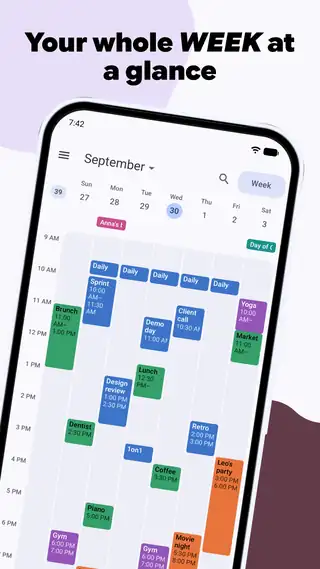 Your whole WEEK at
a glance
7:42
September
Week
39
Sun
27
Mon
28
Tue
29
Wed
30
Thu
1
Fri
2
Sat
3
Anna's
Day of
9 AM
10 AM
11 AM
12 PM
1 PM
2 PM
3 PM
4 PM
5 PM
6 PM
Daily
Daily
Daily
Daily
Daily
Sprint
10:00
AM–
11:30
AM
Brunch
11:00
AM–
1:00 PM
Demo
day
11:00
Client
call
10:30
Yoga
10:00
AM–
Market
11:00
AM–
Lunch
12:30
PM–
Design
review
1:00 PM
2:30 PM
Dentist
2:30 PM
1on1
Retro
2:00 PM
3:00 PM
Coffee
5:30 PM
Leo's
party
3:00 PM
6:00 PM
Piano
5:00 PM
Gym
6:00 PM
7:00 PM
Gym
6:00 PM
7:00 PM
Movie
night
5:30 PM
8:00 PM